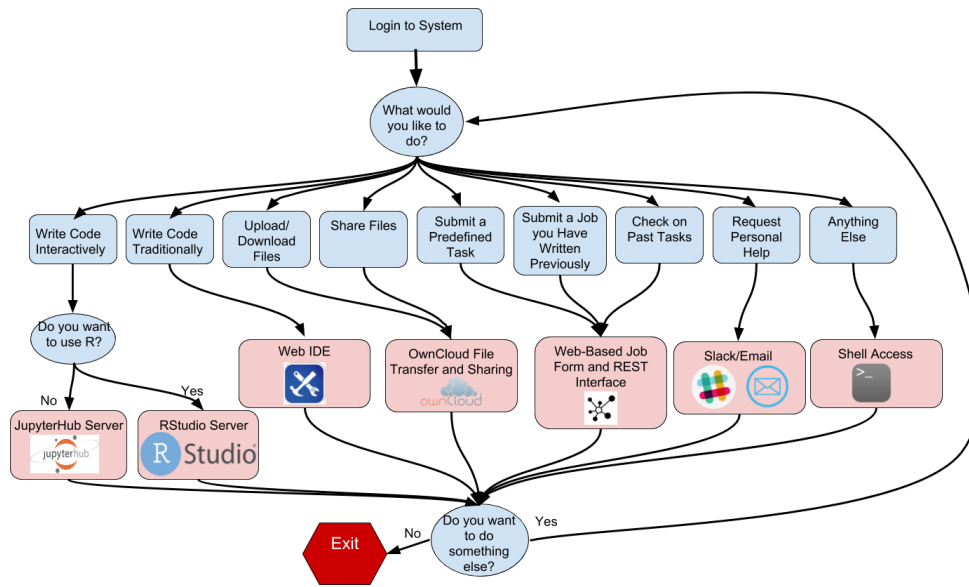 Login to System
What would
you like to
do?
Write Code
Interactively
Write Code
Traditionally
Upload/
Download
Files
Share Files
Submit a
Predefined
Task
Submit a Job
you Have
Written
Previously
Check on
Past Tasks
Request
Personal
Help
Anything
Else
Do you want
to use R?
No
Yes
JupyterHub Server
jupyterhub
RStudio Server
R Studio
Web IDE
OwnCloud File
Transfer and Sharing
ownCloud
Web-Based Job
Form and REST
Interface
Slack/Email
Shell Access
>_
Do you want
to do
something
else?
No
Yes
Exit